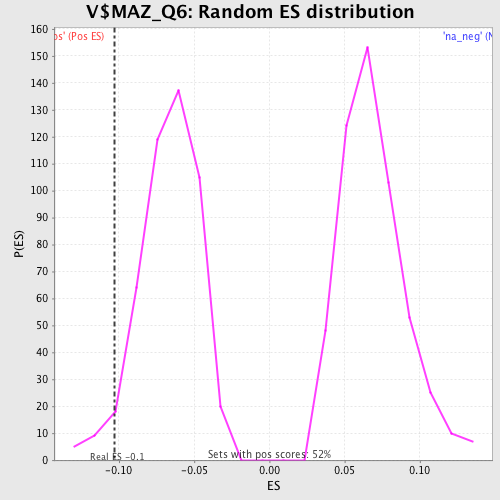 V$MAZ_Q6: Random ES distribution
os' (Pos ES)
'na_neg' (N
160
150
140
130
120
110
100
90
80
70
60
50
40
30
20
10
0
P(ES)
Real ES -0.1
Sets with pos scores: 52%
-0.10 -0.05 0.00 0.05 0.10
ES